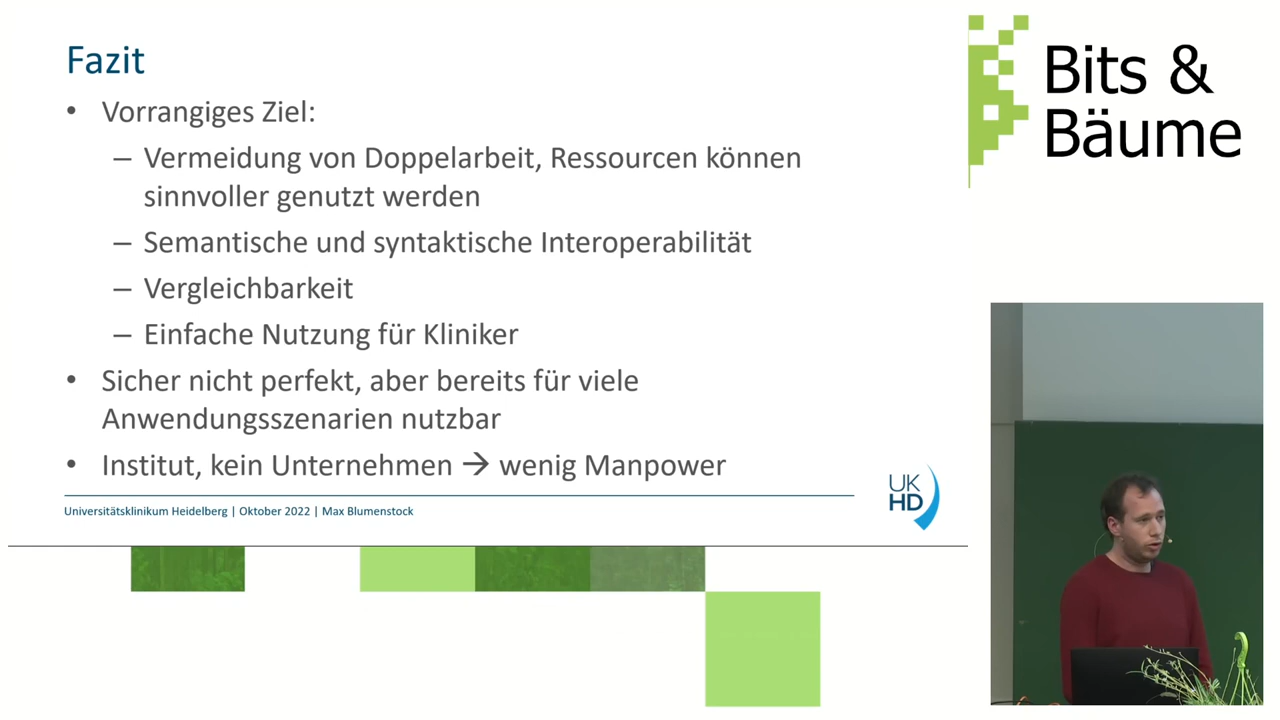 Fazit
• Vorrangiges Ziel:
– Vermeidung von Doppelarbeit, Ressourcen können
sinnvoller genutzt werden
– Semantische und syntaktische Interoperabilität
– Vergleichbarkeit
– Einfache Nutzung für Kliniker
• Sicher nicht perfekt, aber bereits für viele
Anwendungsszenarien nutzbar
• Institut, kein Unternehmen → wenig Manpower
Universitätsklinikum Heidelberg | Oktober 2022 | Max Blumenstock
UK
HD
Bits &
Bäume